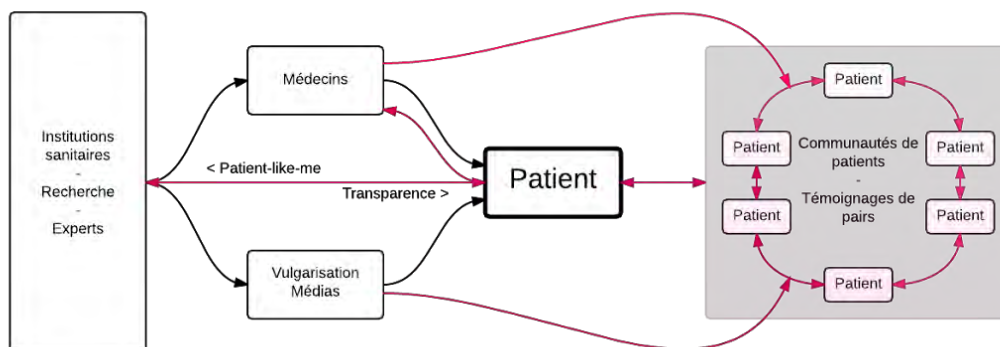 Institutions
sanitaires
-
Recherche
-
Experts
Médecins
< Patient-like-me
Transparence >
Vulgarisation
Médias
Patient
Patient
Patient
Communautés de
patients
-
Témoignages de
pairs
Patient
Patient
Patient
Patient